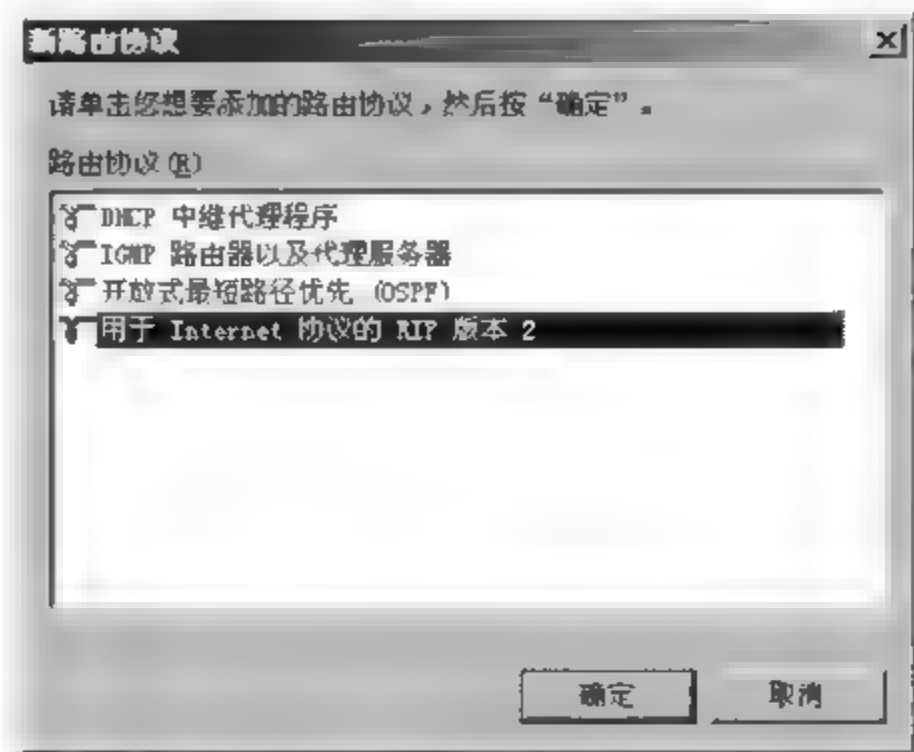 新路由协议
请单击您想要添加的路由协议，然后按“确定”。
路由协议(R)
DHCP 中继代理程序
IGMP 路由器以及代理服务器
开放式最短路径优先 (OSPF)
用于 Internet 协议的 RIP 版本 2
确定 取消